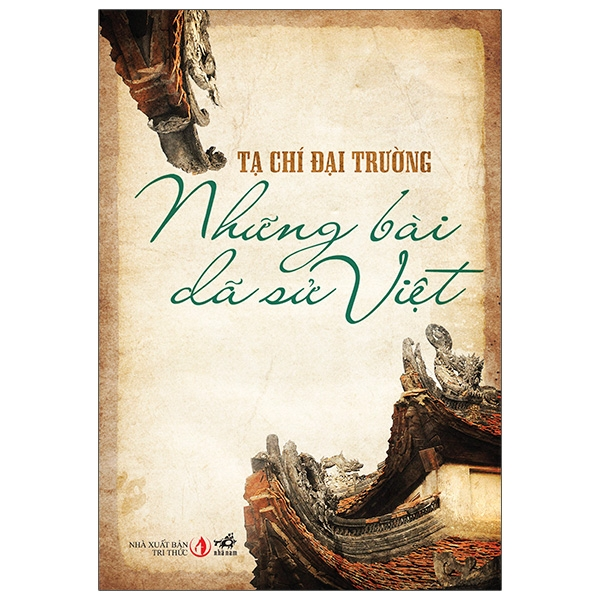 TẠ CHÍ ĐẠI TRƯỜNG
Những bài
dã sử Việt
NHÀ XUẤT BẢN
TRI THỨC
nhã nam